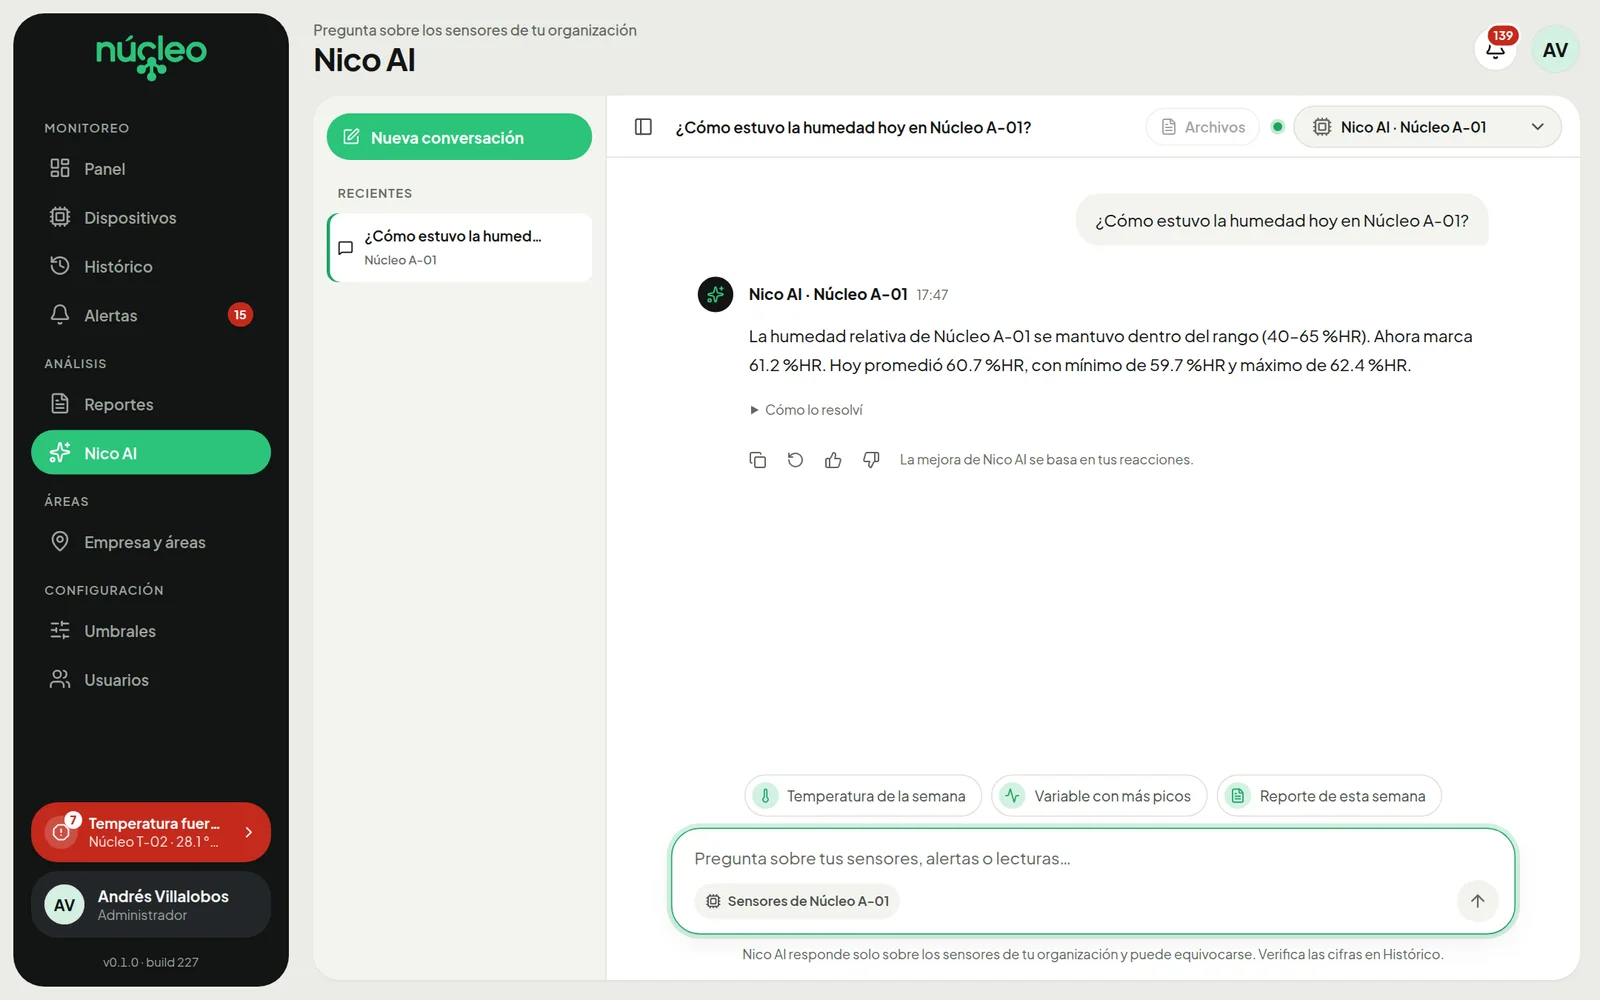 núcleo
MONITOREO
Panel
Dispositivos
Histórico
Alertas
15
ANÁLISIS
Reportes
Nico AI
ÁREAS
Empresa y áreas
CONFIGURACIÓN
Umbrales
Usuarios
7
Temperatura fuer...
Núcleo T-02 · 28.1 °...
AV
Andrés Villalobos
Administrador
v0.1.0 · build 227
Pregunta sobre los sensores de tu organización
Nico AI
139
AV
Nueva conversación
RECIENTES
¿Cómo estuvo la humed...
Núcleo A-01
¿Cómo estuvo la humedad hoy en Núcleo A-01?
Archivos
Nico AI · Núcleo A-01
¿Cómo estuvo la humedad hoy en Núcleo A-01?
Nico AI · Núcleo A-01 17:47
La humedad relativa de Núcleo A-01 se mantuvo dentro del rango (40–65 %HR). Ahora marca
61.2 %HR. Hoy promedió 60.7 %HR, con mínimo de 59.7 %HR y máximo de 62.4 %HR.
Cómo lo resolví
La mejora de Nico AI se basa en tus reacciones.
Temperatura de la semana
Variable con más picos
Reporte de esta semana
Pregunta sobre tus sensores, alertas o lecturas...
Sensores de Núcleo A-01
Nico AI responde solo sobre los sensores de tu organización y puede equivocarse. Verifica las cifras en Histórico.